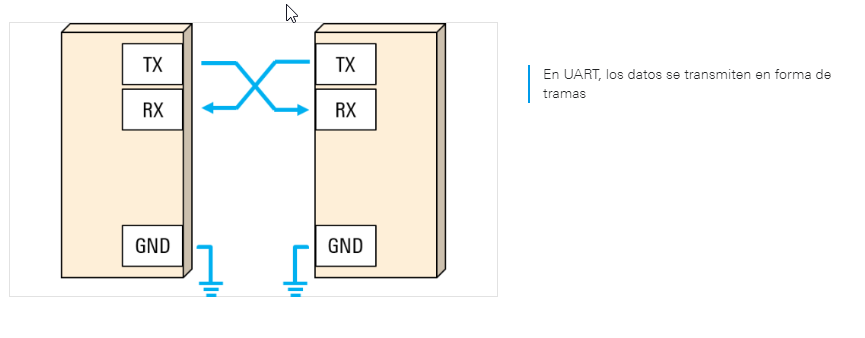 TX
RX
GND
TX
RX
GND
En UART, los datos se transmiten en forma de
tramas